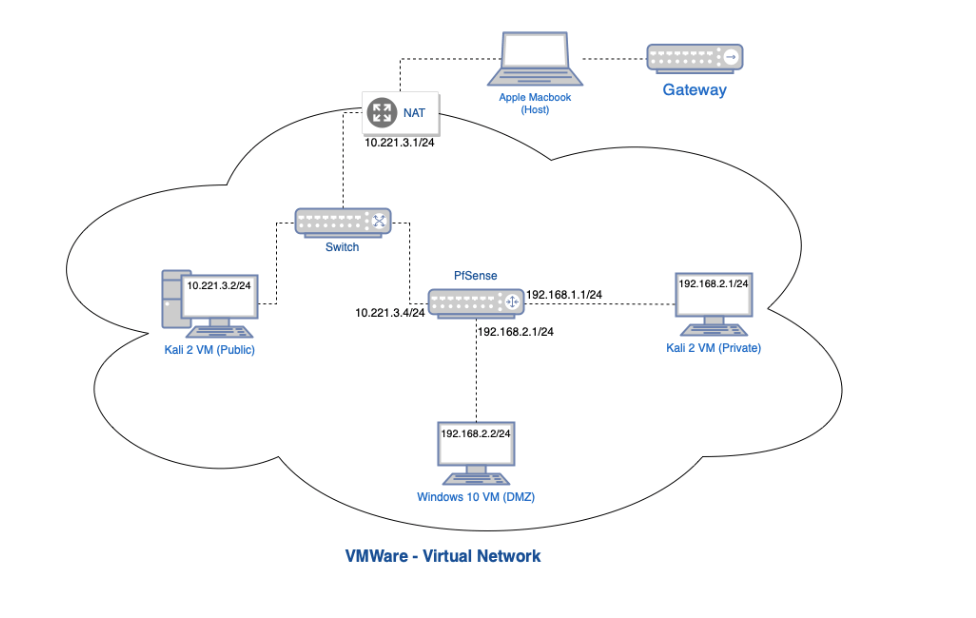 Apple Macbook
(Host)
Gateway
NAT
10.221.3.1/24
Switch
PfSense
10.221.3.2/24
192.168.1.1/24
192.168.2.1/24
10.221.3.4/24
192.168.2.1/24
Kali 2 VM (Public)
Kali 2 VM (Private)
192.168.2.2/24
Windows 10 VM (DMZ)
VMWare - Virtual Network